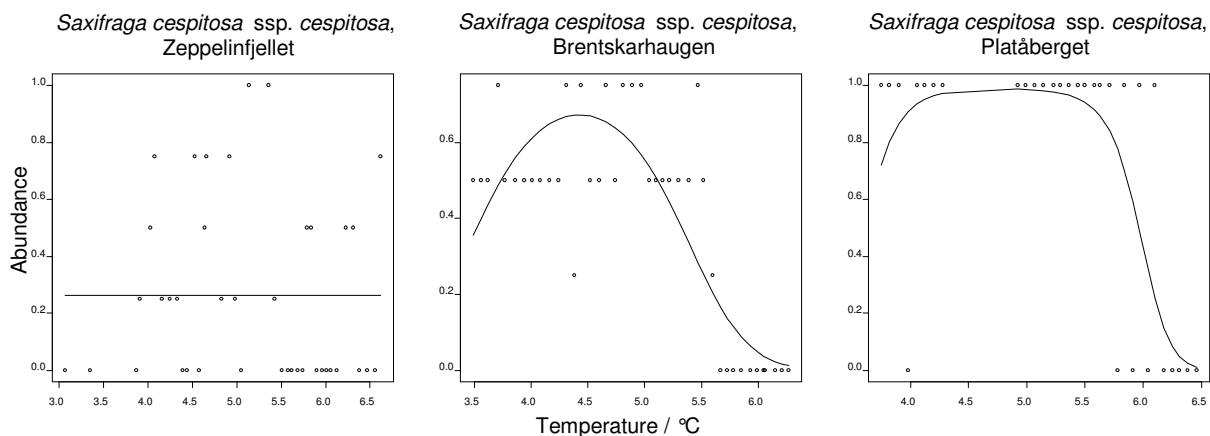 Saxifraga cespitosa ssp. cespitosa,
Zeppelinfjellet
Saxifraga cespitosa ssp. cespitosa,
Brentskarhaugen
Saxifraga cespitosa ssp. cespitosa,
Platåberget
Abundance
1.0
0.8
0.6
0.4
0.2
0.0
3.0 3.5 4.0 4.5 5.0 5.5 6.0 6.5
0.6
0.4
0.2
0.0
3.5 4.0 4.5 5.0 5.5 6.0
1.0
0.8
0.6
0.4
0.2
0.0
4.0 4.5 5.0 5.5 6.0 6.5
Temperature / °C